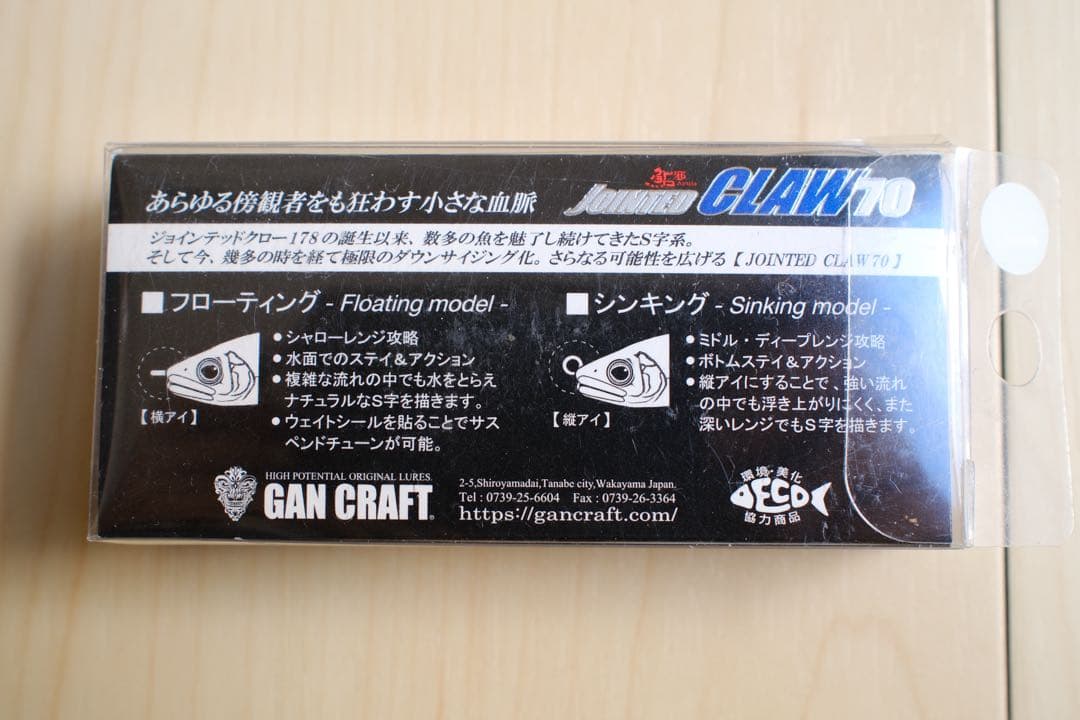 あらゆる傍観者をも狂わす小さな血脈
鮎邪 Ayuja
JOINTED CLAW 70
ジョインテッドクロー178の誕生以来、数多の魚を魅了し続けてきたS字系。
そして今、幾多の時を経て極限のダウンサイジング化。さらなる可能性を広げる【 JOINTED CLAW 70 】
■フローティング - Floating model -
【 横アイ 】
●シャローレンジ攻略
●水面でのステイ&アクション
●複雑な流れの中でも水をとらえ
ナチュラルなS字を描きます。
●ウェイトシールを貼ることでサス
ペンドチューンが可能。
■シンキング - Sinking model -
【 縦アイ 】
●ミドル・ディープレンジ攻略
●ボトムステイ&アクション
●縦アイにすることで、強い流れ
の中でも浮き上がりにくく、また
深いレンジでもS字を描きます。
HIGH POTENTIAL ORIGINAL LURES.
GAN CRAFT®
2-5,Shiroyamadai,Tanabe city,Wakayama Japan.
Tel : 0739-25-6604 Fax : 0739-26-3364
https://gancraft.com/
環境・美化
DECO
協力商品